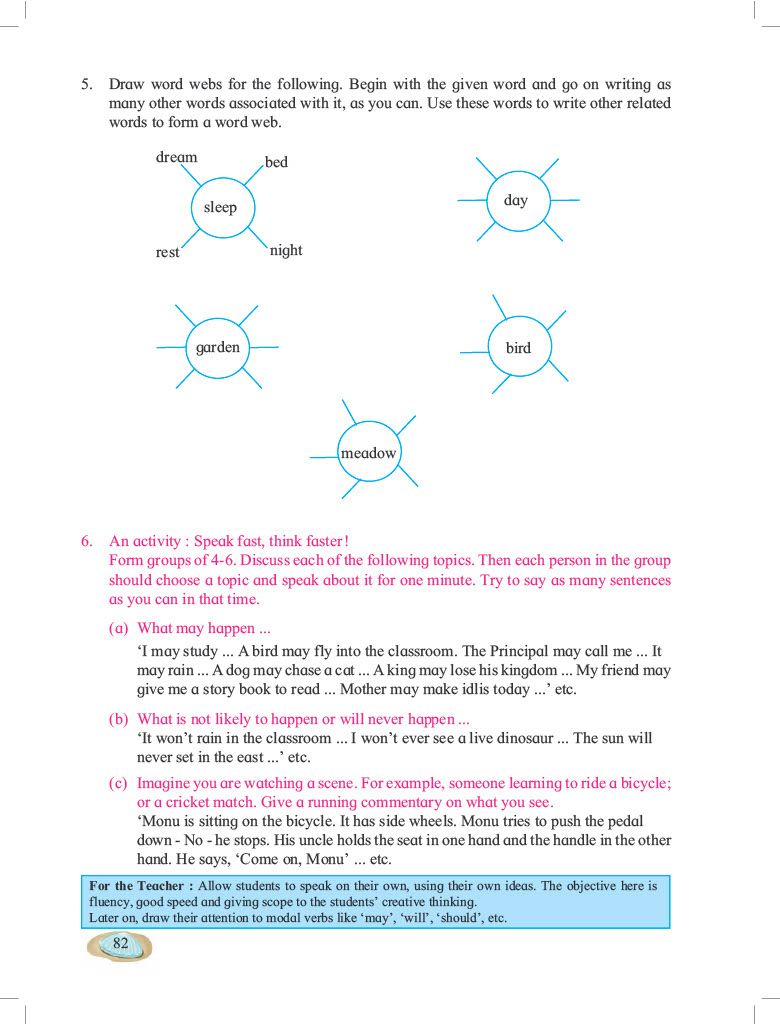 5. Draw word webs for the following. Begin with the given word and go on writing as
many other words associated with it, as you can. Use these words to write other related
words to form a word web.
dream
bed
sleep
rest
night
day
garden
bird
meadow
6. An activity : Speak fast, think faster!
Form groups of 4-6. Discuss each of the following topics. Then each person in the group
should choose a topic and speak about it for one minute. Try to say as many sentences
as you can in that time.
(a) What may happen ...
‘I may study ... A bird may fly into the classroom. The Principal may call me ... It
may rain ... A dog may chase a cat ... A king may lose his kingdom ... My friend may
give me a story book to read ... Mother may make idlis today ...’ etc.
(b) What is not likely to happen or will never happen ...
‘It won’t rain in the classroom ... I won’t ever see a live dinosaur ... The sun will
never set in the east ...’ etc.
(c) Imagine you are watching a scene. For example, someone learning to ride a bicycle;
or a cricket match. Give a running commentary on what you see.
‘Monu is sitting on the bicycle. It has side wheels. Monu tries to push the pedal
down - No - he stops. His uncle holds the seat in one hand and the handle in the other
hand. He says, ‘Come on, Monu’ ... etc.
For the Teacher : Allow students to speak on their own, using their own ideas. The objective here is
fluency, good speed and giving scope to the students’ creative thinking.
Later on, draw their attention to modal verbs like ‘may’, ‘will’, ‘should’, etc.
82